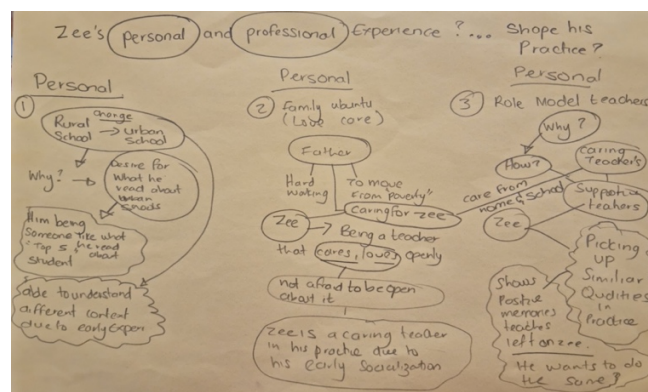 Zee's personal and professional Experience ?... Shape his
Practice?
Personal
1
Rural change
School → urban
School
Why? →
Desire for
what he
read about
urban
Him being
someone like what
"Top 5" he read
student about
able to understand
different content
due to early Exper
Personal
2 Family ubuntu
(Love care)
Father
Hard
working
To move
from poverty"
Caring for Zee
Zee → Being a teacher
that cares, loves openly
not afraid to be open
about it
Zee is a caring teacher
in his practice due to
his early socialization
Personal
3 Role Model teachers
Why?
How?
Caring
Teacher's
care from
home & school
Supportive
teachers
Zee
Picking
up
Similiar
Qualities
in
Practice
Shows
Positive
memories
teachers
left on zee.
He wants to do
the same?